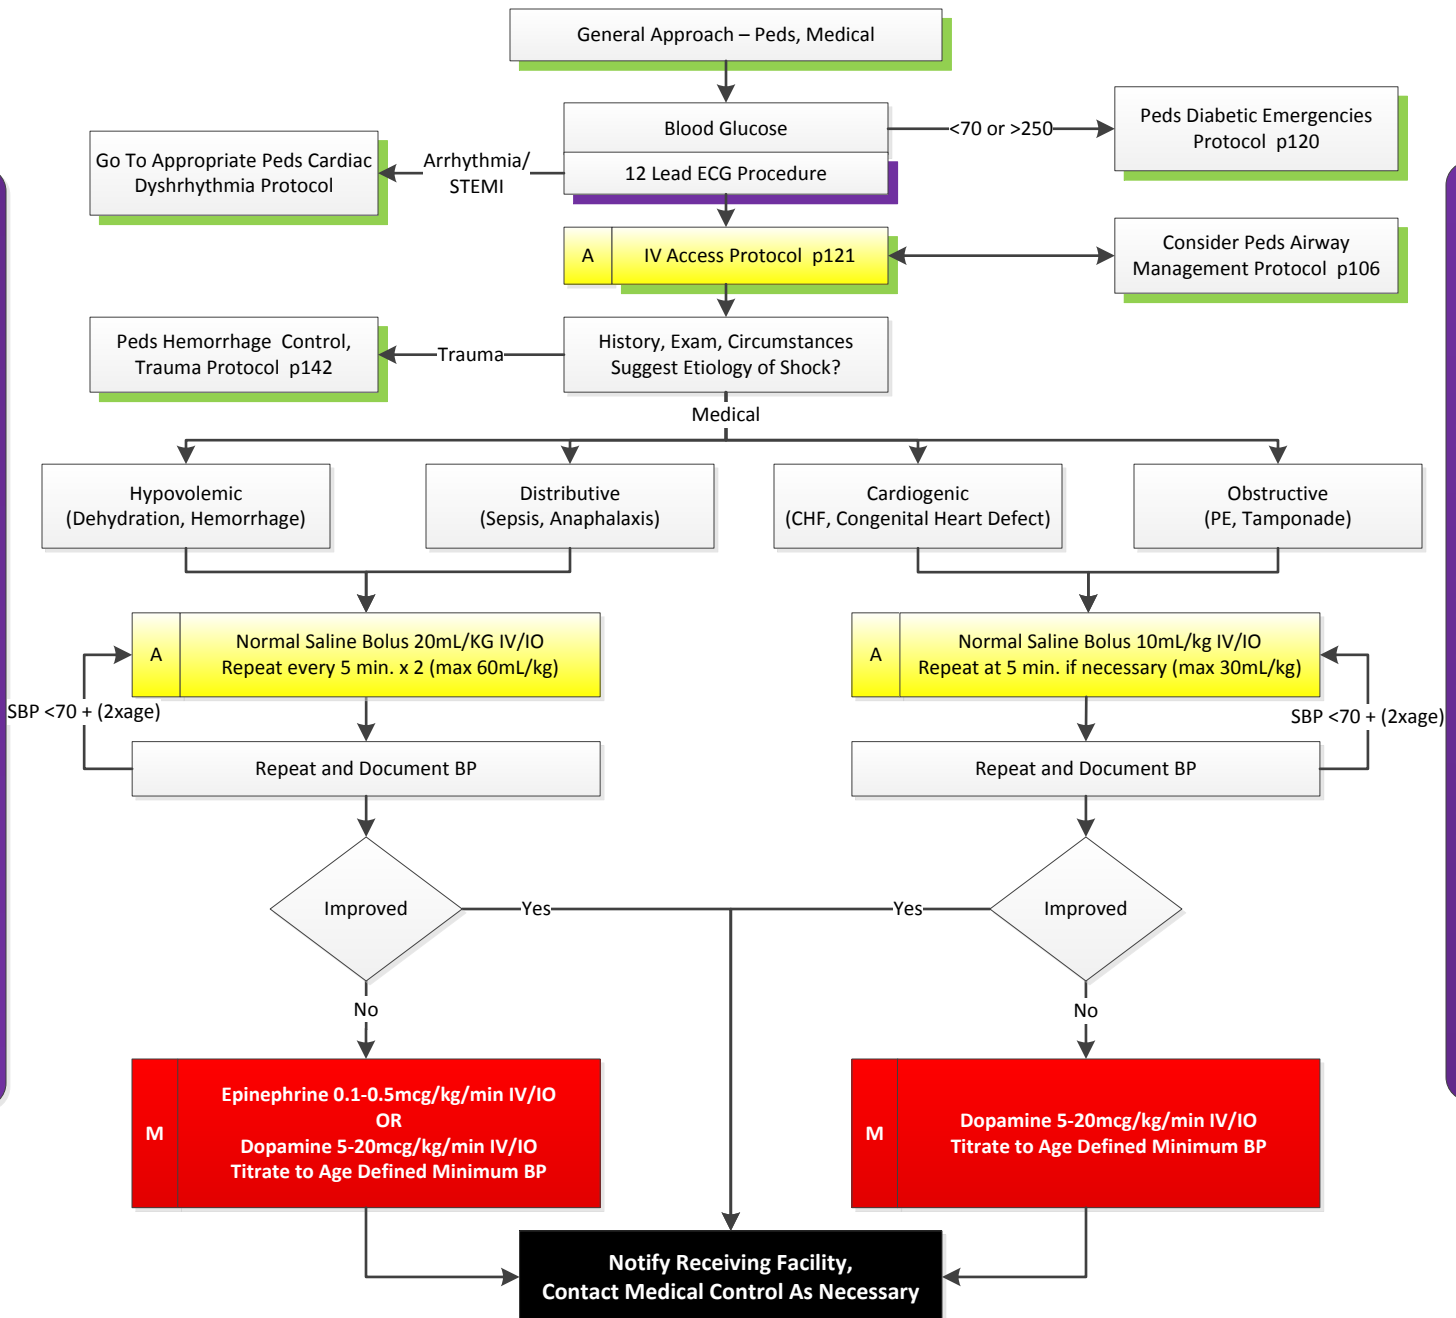 General Approach – Peds, Medical
Blood Glucose
<70 or >250
Peds Diabetic Emergencies
Protocol p120
Go To Appropriate Peds Cardiac
Dyshrhythmia Protocol
Arrhythmia/
STEMI
12 Lead ECG Procedure
A
IV Access Protocol p121
Consider Peds Airway
Management Protocol p106
Peds Hemorrhage Control,
Trauma Protocol p142
Trauma
History, Exam, Circumstances
Suggest Etiology of Shock?
Medical
Hypovolemic
(Dehydration, Hemorrhage)
Distributive
(Sepsis, Anaphalaxis)
Cardiogenic
(CHF, Congenital Heart Defect)
Obstructive
(PE, Tamponade)
A
Normal Saline Bolus 20mL/KG IV/IO
Repeat every 5 min. x 2 (max 60mL/kg)
A
Normal Saline Bolus 10mL/kg IV/IO
Repeat at 5 min. if necessary (max 30mL/kg)
SBP <70 + (2xage)
SBP <70 + (2xage)
Repeat and Document BP
Repeat and Document BP
Improved
Yes
Yes
Improved
No
No
M
Epinephrine 0.1-0.5mcg/kg/min IV/IO
OR
Dopamine 5-20mcg/kg/min IV/IO
Titrate to Age Defined Minimum BP
M
Dopamine 5-20mcg/kg/min IV/IO
Titrate to Age Defined Minimum BP
Notify Receiving Facility,
Contact Medical Control As Necessary